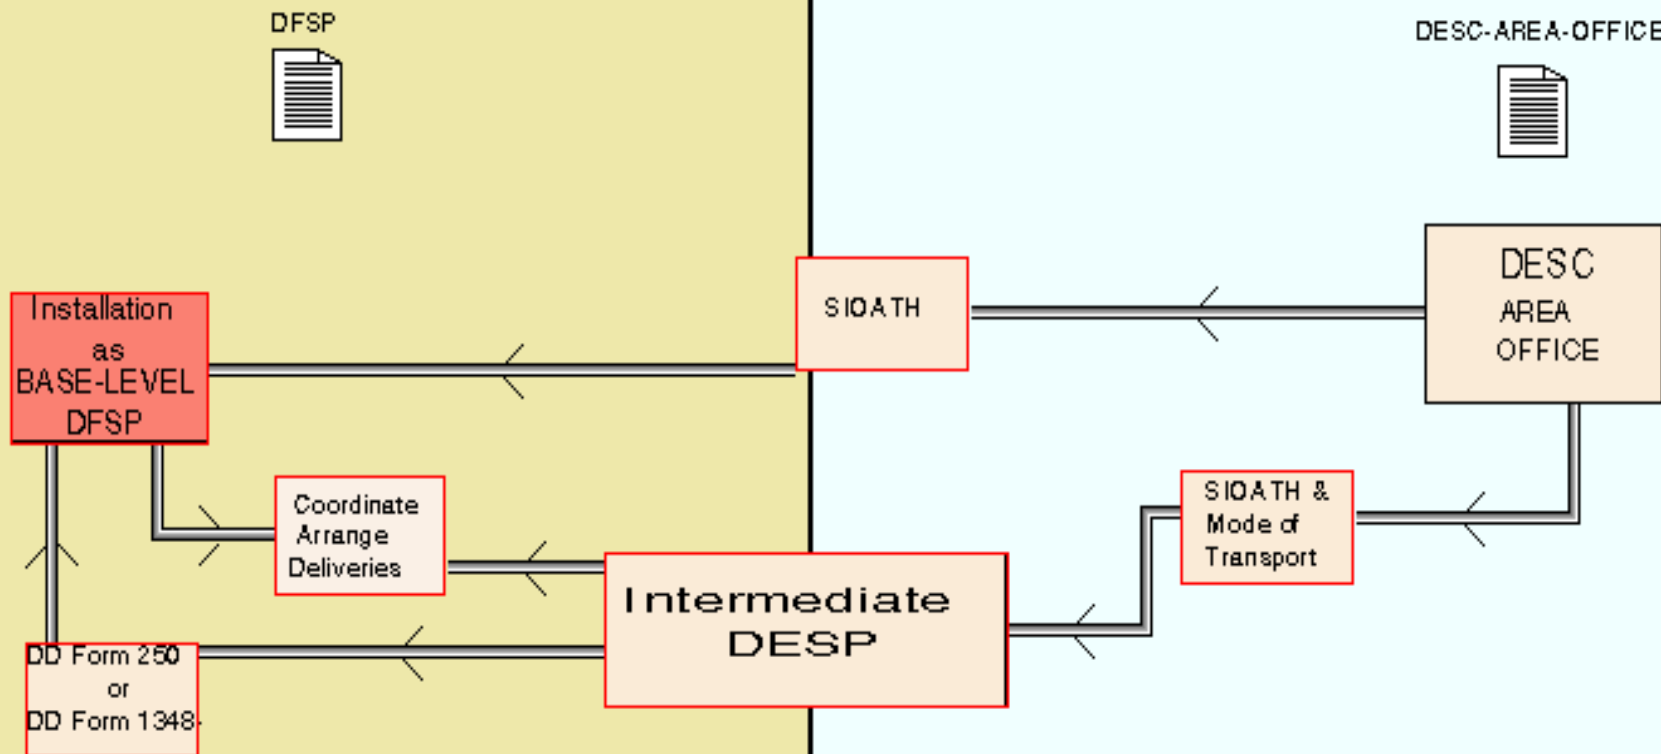 DFSP
DESC-AREA-OFFICE
DESC
AREA
OFFICE
SIOATH
Installation
as
BASE-LEVEL
DFSP
SIOATH &
Mode of
Transport
Coordinate
Arrange
Deliveries
Intermediate
DESP
DD Form 250
or
DD Form 1348-